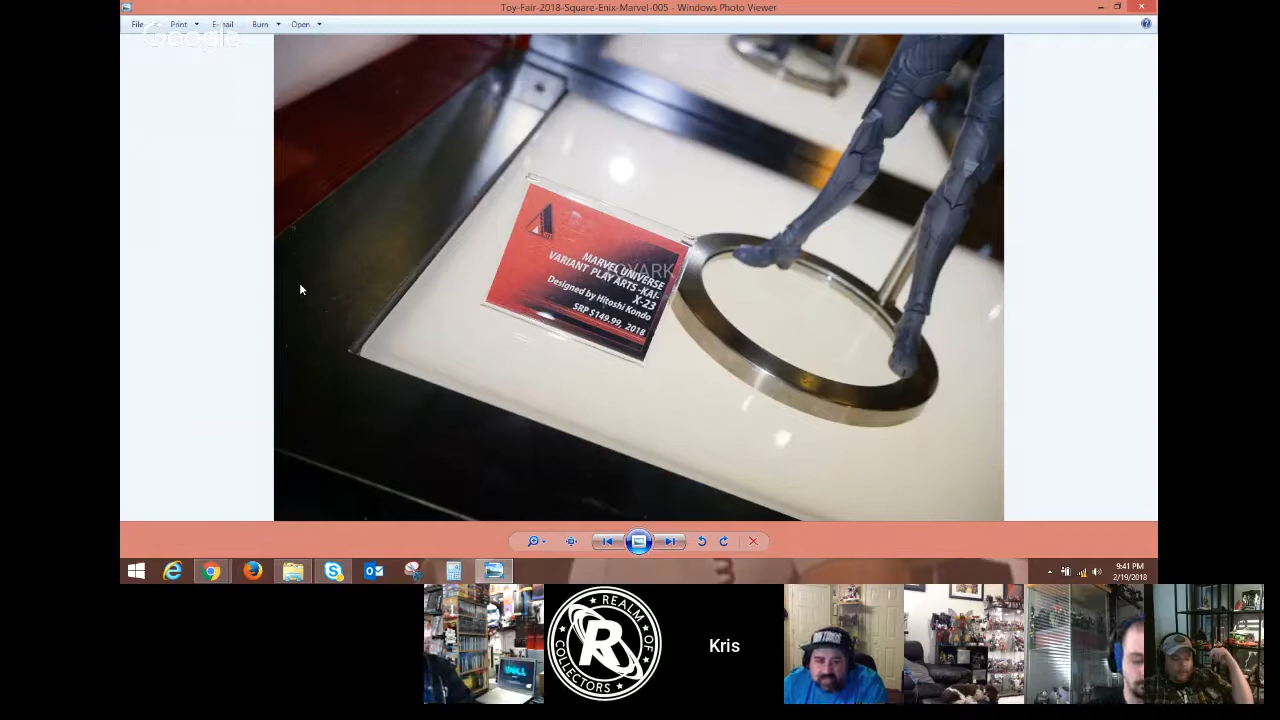 Toy-Fair-2018-Square-Enix-Marvel-005 - Windows Photo Viewer
File Print E-mail Burn Open
Google
MARVEL UNIVERSE
VARIANT PLAY ARTS -KAI-
X-23
Designed by Hitoshi Kondo
SRP $149.99, 2018
9:41 PM
2/19/2018
DELL
REALM OF
R
COLLECTORS
Kris